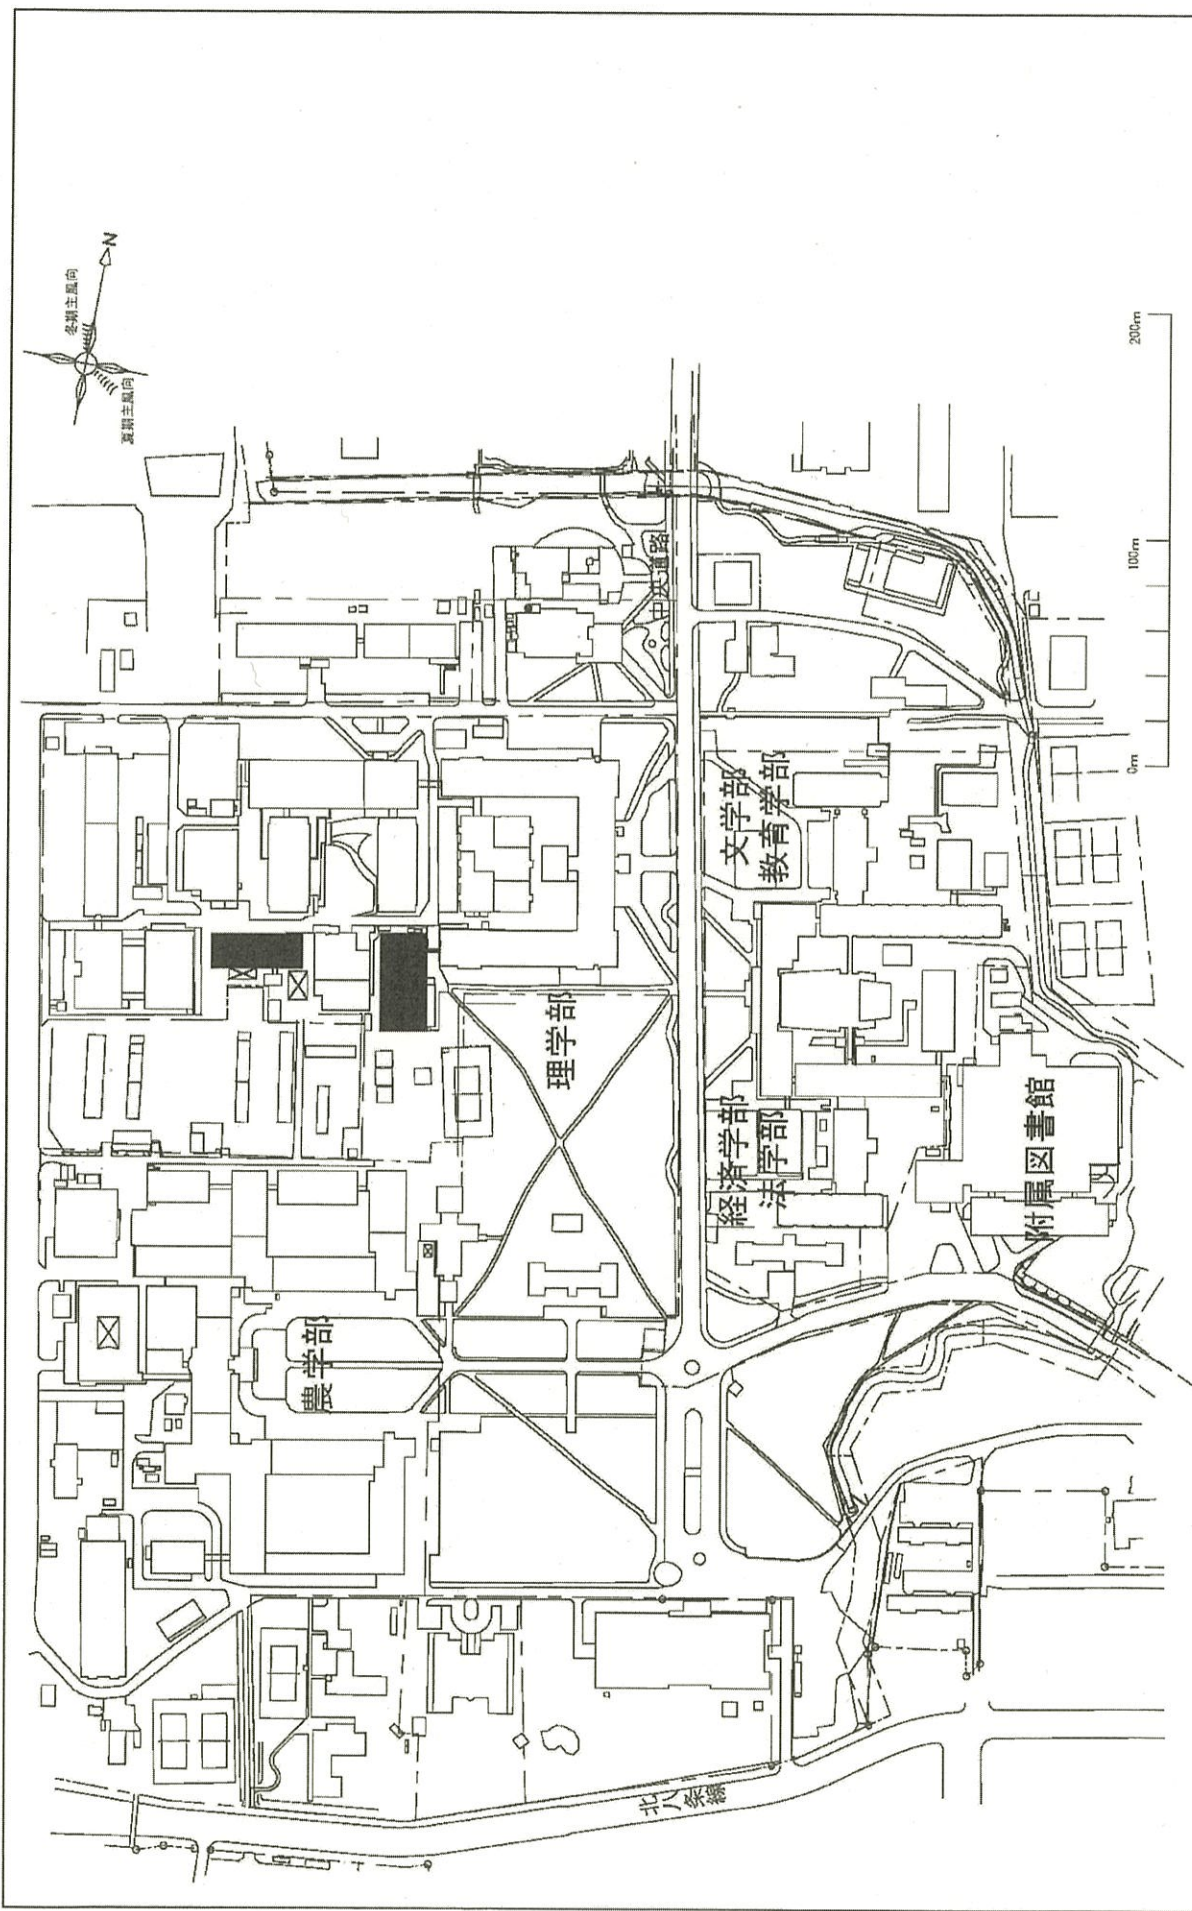 N
冬期主風向
夏期主風向
200m
100m
0m
中央通路
文学部
教育学部
理学部
経済学部
法学部
附属図書館
農学部
北八条線